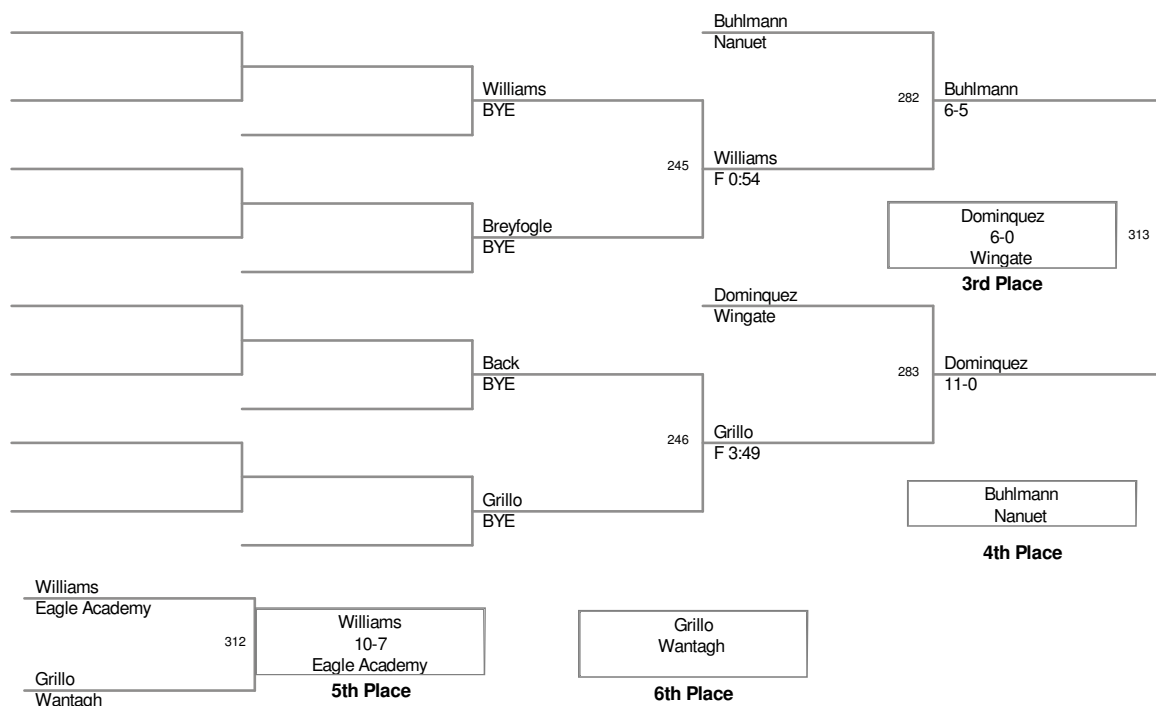 Buhlmann
Nanuet
Williams
BYE
282
Buhlmann
6-5
245
Williams
F 0:54
Breyfogle
BYE
Dominquez
6-0
Wingate
313
3rd Place
Dominquez
Wingate
Back
BYE
283
Dominquez
11-0
246
Grillo
F 3:49
Grillo
BYE
Buhlmann
Nanuet
4th Place
Williams
Eagle Academy
312
Grillo
Wantagh
Williams
10-7
Eagle Academy
5th Place
Grillo
Wantagh
6th Place